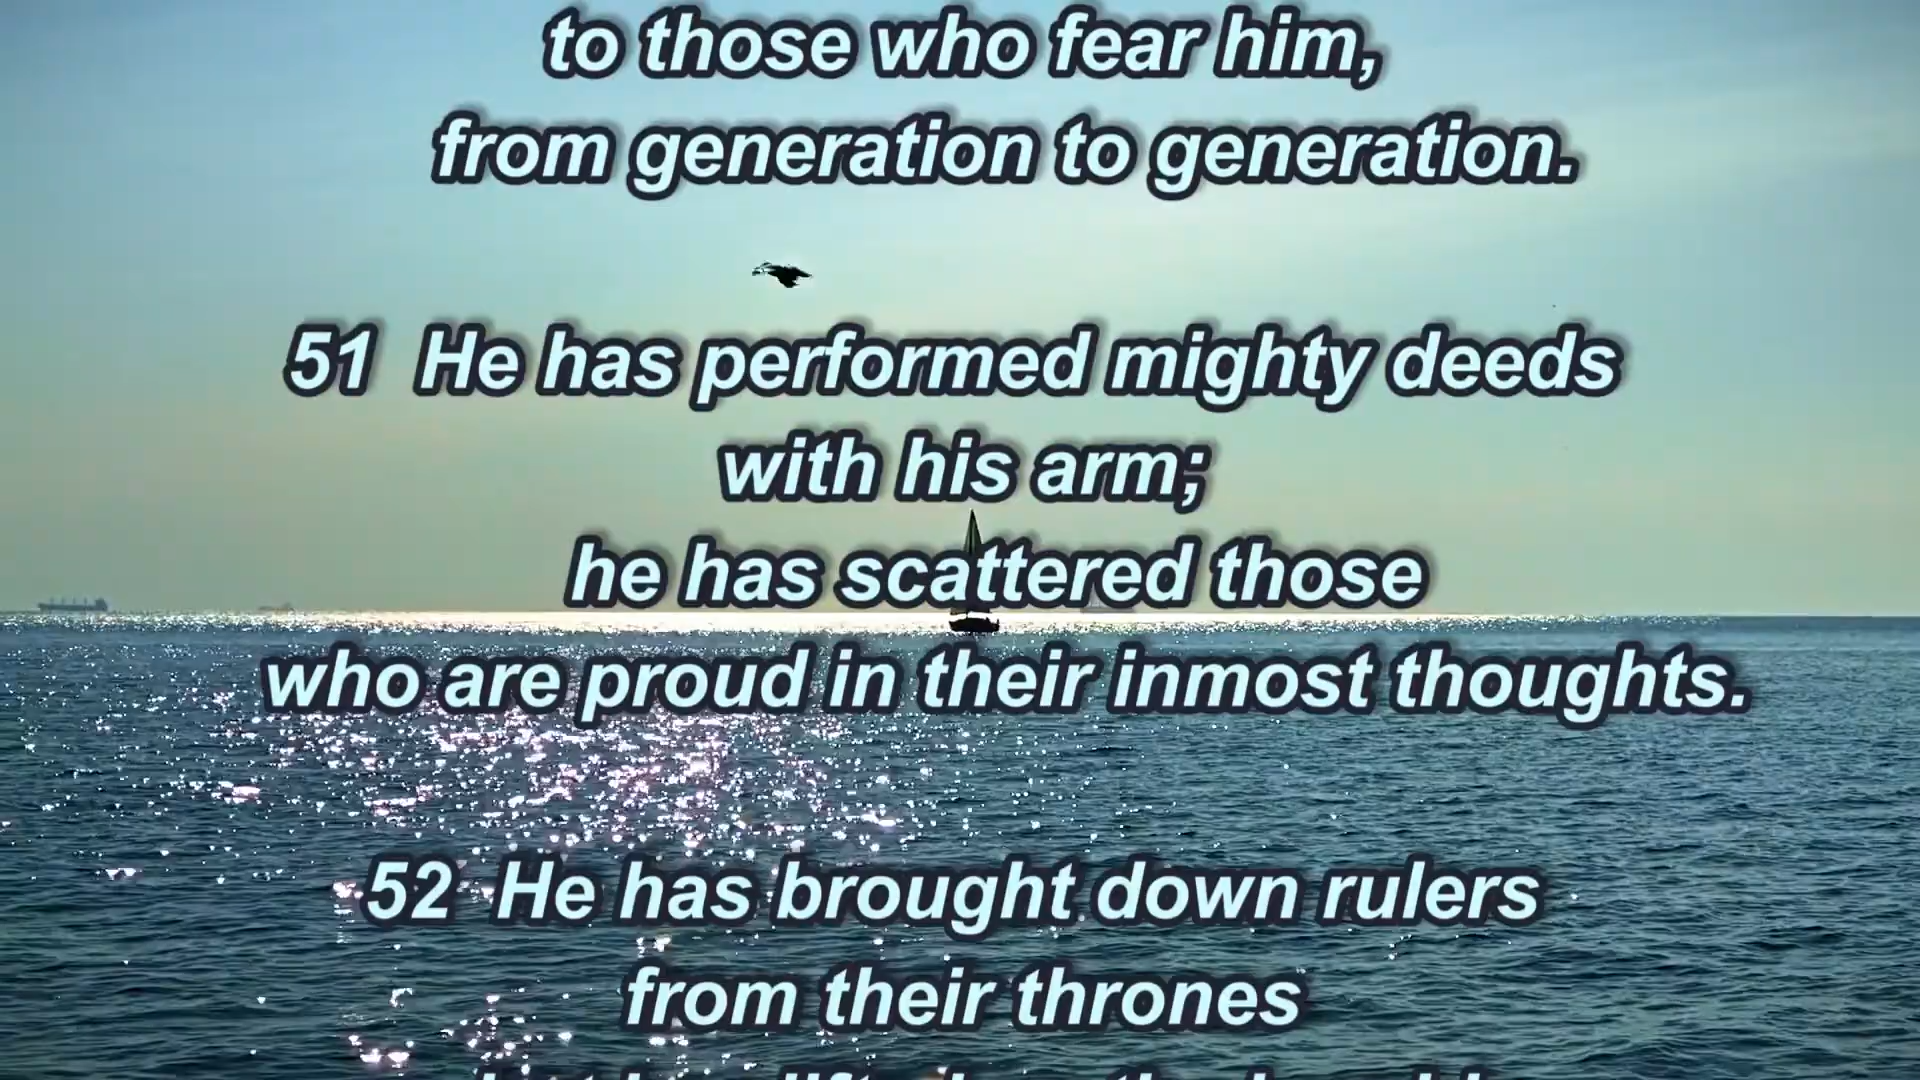 to those who fear him,
from generation to generation.
51 He has performed mighty deeds
with his arm;
he has scattered those
who are proud in their inmost thoughts.
52 He has brought down rulers
from their thrones